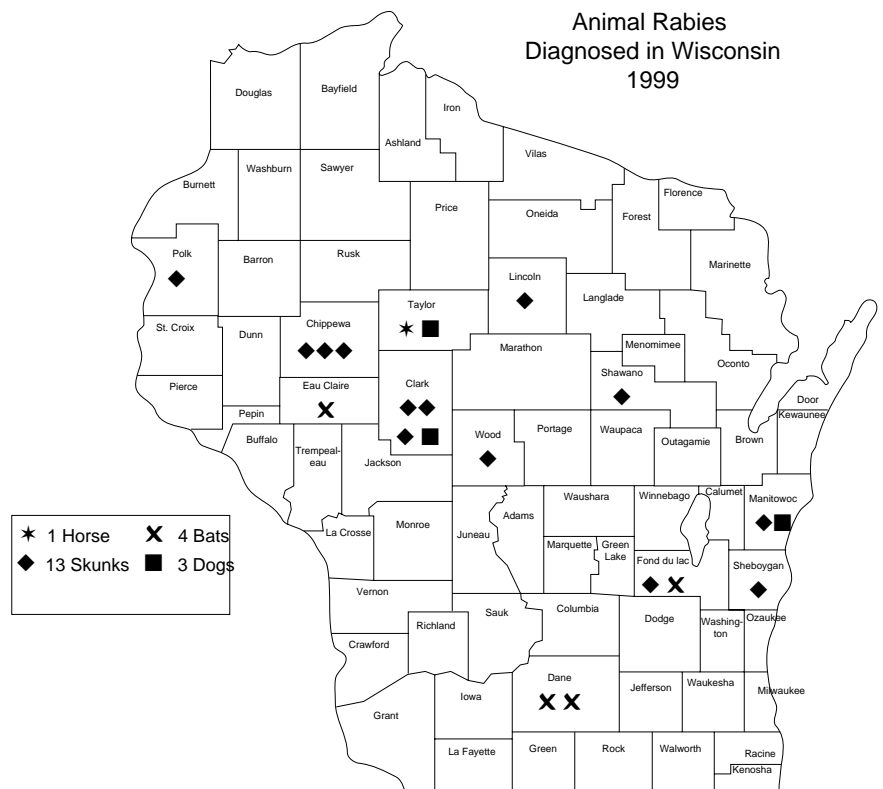 Animal Rabies
Diagnosed in Wisconsin
1999
Douglas
Bayfield
Iron
Ashland
Vilas
Burnett
Washburn
Sawyer
Florence
Price
Oneida
Forest
Polk
Barron
Rusk
Marinette
Lincoln
Langlade
Taylor
St. Croix
Dunn
Chippewa
Marathon
Menomimee
Oconto
Pierce
Eau Claire
Clark
Shawano
Door
Pepin
Kewaunee
Buffalo
Trempeal-
eau
Jackson
Wood
Portage
Waupaca
Outagamie
Brown
1 Horse
4 Bats
13 Skunks
3 Dogs
La Crosse
Monroe
Juneau
Adams
Waushara
Winnebago
Calumet
Manitowoc
Marquette
Green
Lake
Fond du lac
Sheboygan
Vernon
Sauk
Columbia
Dodge
Washing-
ton
Ozaukee
Richland
Crawford
Dane
Iowa
Jefferson
Waukesha
Milwaukee
Grant
La Fayette
Green
Rock
Walworth
Racine
Kenosha